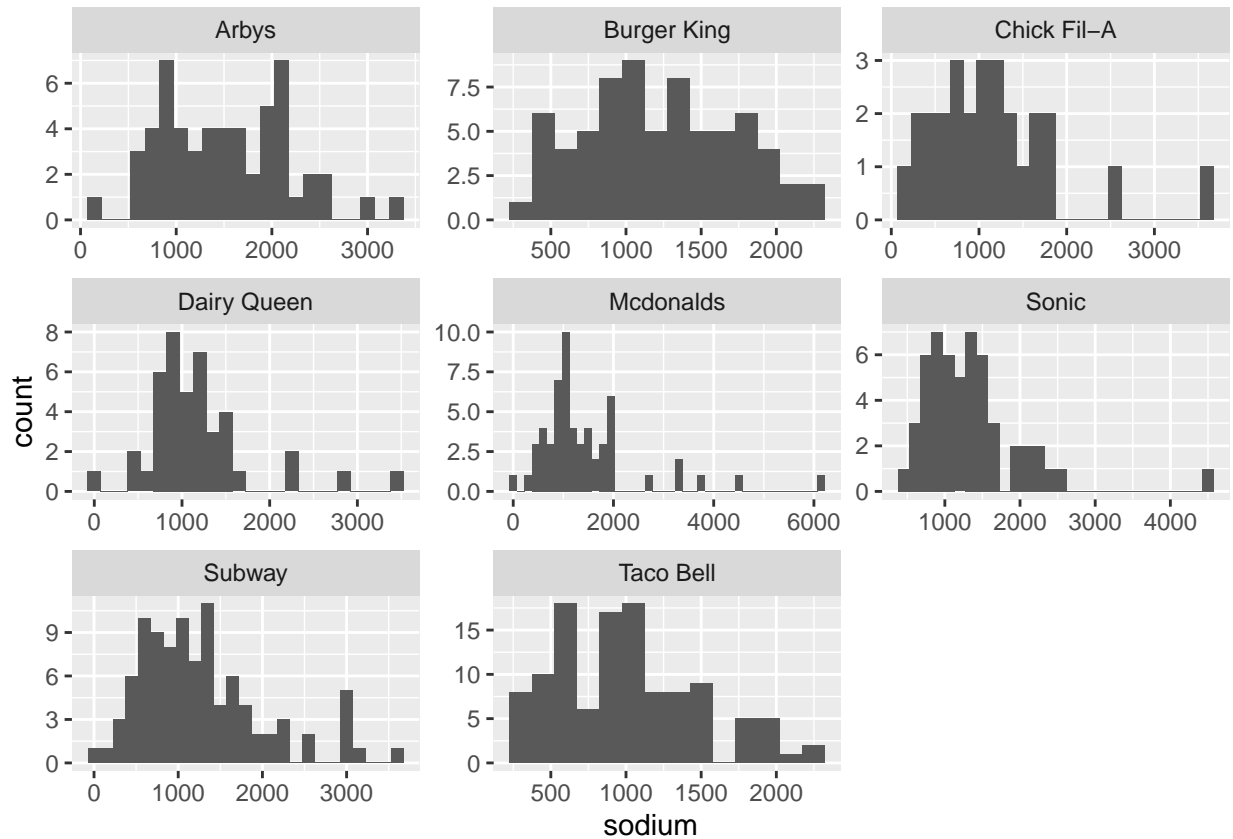 Arbys
Burger King
Chick Fil−A
6
4
2
0
0 1000 2000 3000
7.5
5.0
2.5
0.0
500 1000 1500 2000
3
2
1
0
0 1000 2000 3000
Dairy Queen
Mcdonalds
Sonic
8
6
4
2
0
0 1000 2000 3000
10.0
7.5
5.0
2.5
0.0
0 2000 4000 6000
6
4
2
0
1000 2000 3000 4000
Subway
Taco Bell
9
6
3
0
0 1000 2000 3000
15
10
5
0
500 1000 1500 2000
count
sodium